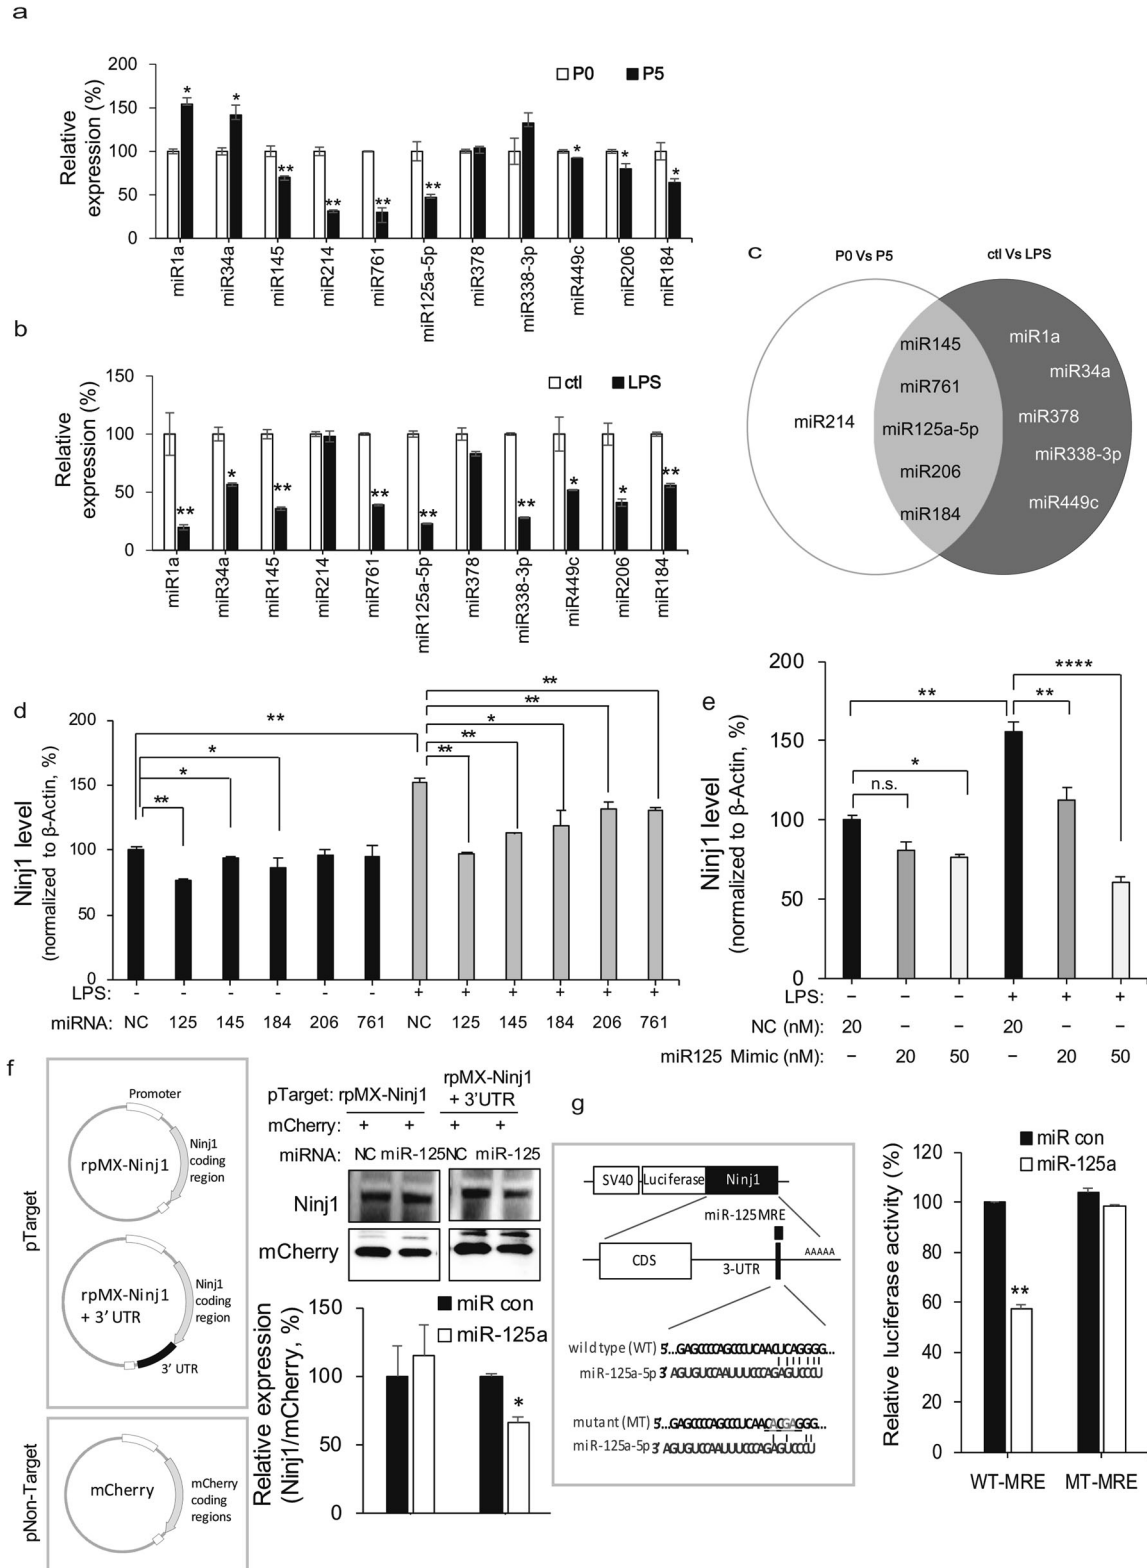 a
200
150
100
50
0
Relative
expression (%)
P0 P5
* * ** ** ** ** * * *
miR1a
miR34a
miR145
miR214
miR761
miR125a-5p
miR378
miR338-3p
miR449c
miR206
miR184
b
150
100
50
0
Relative
expression (%)
ctl LPS
** * ** ** ** ** * * **
miR1a
miR34a
miR145
miR214
miR761
miR125a-5p
miR378
miR338-3p
miR449c
miR206
miR184
c
P0 Vs P5 ctl Vs LPS
miR214
miR145
miR761
miR125a-5p
miR206
miR184
miR1a
miR34a
miR378
miR338-3p
miR449c
d
200
150
100
50
0
Ninj1 level
(normalized to β-Actin, %)
**
*
*
**
**
**
*
**
**
LPS: - - - - - - + + + + + +
miRNA: NC 125 145 184 206 761 NC 125 145 184 206 761
e
200
150
100
50
0
Ninj1 level
(normalized to β-Actin, %)
****
** **
*
n.s.
LPS: – – – + + +
NC (nM): 20 – – 20 – –
miR125 Mimic (nM): – 20 50 – 20 50
f
pTarget
Promoter
rpMX-Ninj1
Ninj1
coding
region
rpMX-Ninj1
+ 3’ UTR
Ninj1
coding
region
3’ UTR
pNon-Target
mCherry
mCherry
coding
regions
pTarget: rpMX-Ninj1 rpMX-Ninj1
+ 3’UTR
mCherry: + + + +
miRNA: NC miR-125 NC miR-125
Ninj1
mCherry
150
100
50
0
Relative expression
(Ninj1/mCherry, %)
miR con
miR-125a
*
g
SV40 Luciferase Ninj1
miR-125MRE
CDS
3-UTR
AAAAA
wild type (WT) 5’...GAGCCCCAGCCCUCAACUCAGGGG...
miR-125a-5p 3’ AGUGUCCAAUUUCCCAGAGUCCCU
mutant (MT) 5’...GAGCCCCAGCCCUCAACACGAGGG...
miR-125a-5p 3’ AGUGUCCAAUUUCCCAGAGUCCCU
120
100
80
60
40
20
0
Relative luciferase activity (%)
miR con
miR-125a
**
WT-MRE MT-MRE